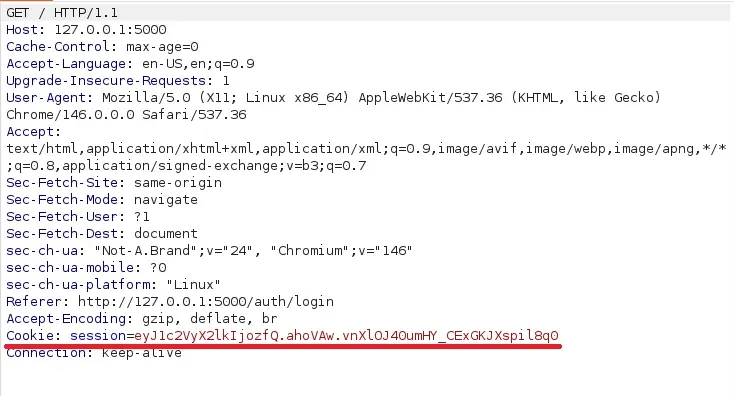 GET / HTTP/1.1
Host: 127.0.0.1:5000
Cache-Control: max-age=0
Accept-Language: en-US,en;q=0.9
Upgrade-Insecure-Requests: 1
User-Agent: Mozilla/5.0 (X11; Linux x86_64) AppleWebKit/537.36 (KHTML, like Gecko)
Chrome/146.0.0.0 Safari/537.36
Accept:
text/html,application/xhtml+xml,application/xml;q=0.9,image/avif,image/webp,image/apng,*/*
;q=0.8,application/signed-exchange;v=b3;q=0.7
Sec-Fetch-Site: same-origin
Sec-Fetch-Mode: navigate
Sec-Fetch-User: ?1
Sec-Fetch-Dest: document
sec-ch-ua: "Not-A.Brand";v="24", "Chromium";v="146"
sec-ch-ua-mobile: ?0
sec-ch-ua-platform: "Linux"
Referer: http://127.0.0.1:5000/auth/login
Accept-Encoding: gzip, deflate, br
Cookie: session=eyJ1c2VyX2lkIjozfQ.ahoVAw.vnXlOJ40umHY_CExGKJXspil8q0
Connection: keep-alive